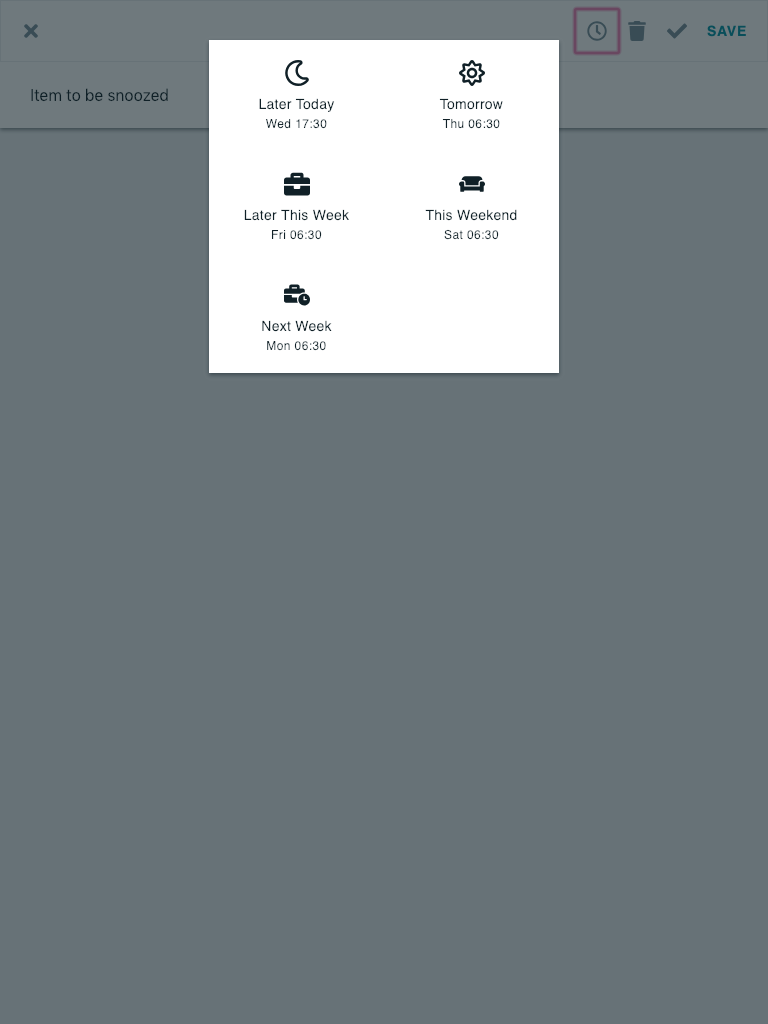 SAVE
Item to be snoozed
Later Today
Wed 17:30
Tomorrow
Thu 06:30
Later This Week
Fri 06:30
This Weekend
Sat 06:30
Next Week
Mon 06:30